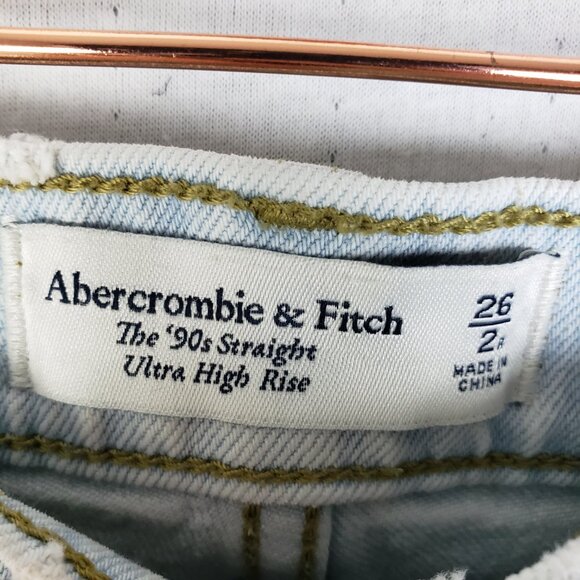 Abercrombie & Fitch
The '90s Straight
Ultra High Rise
26
2R
MADE IN
CHINA